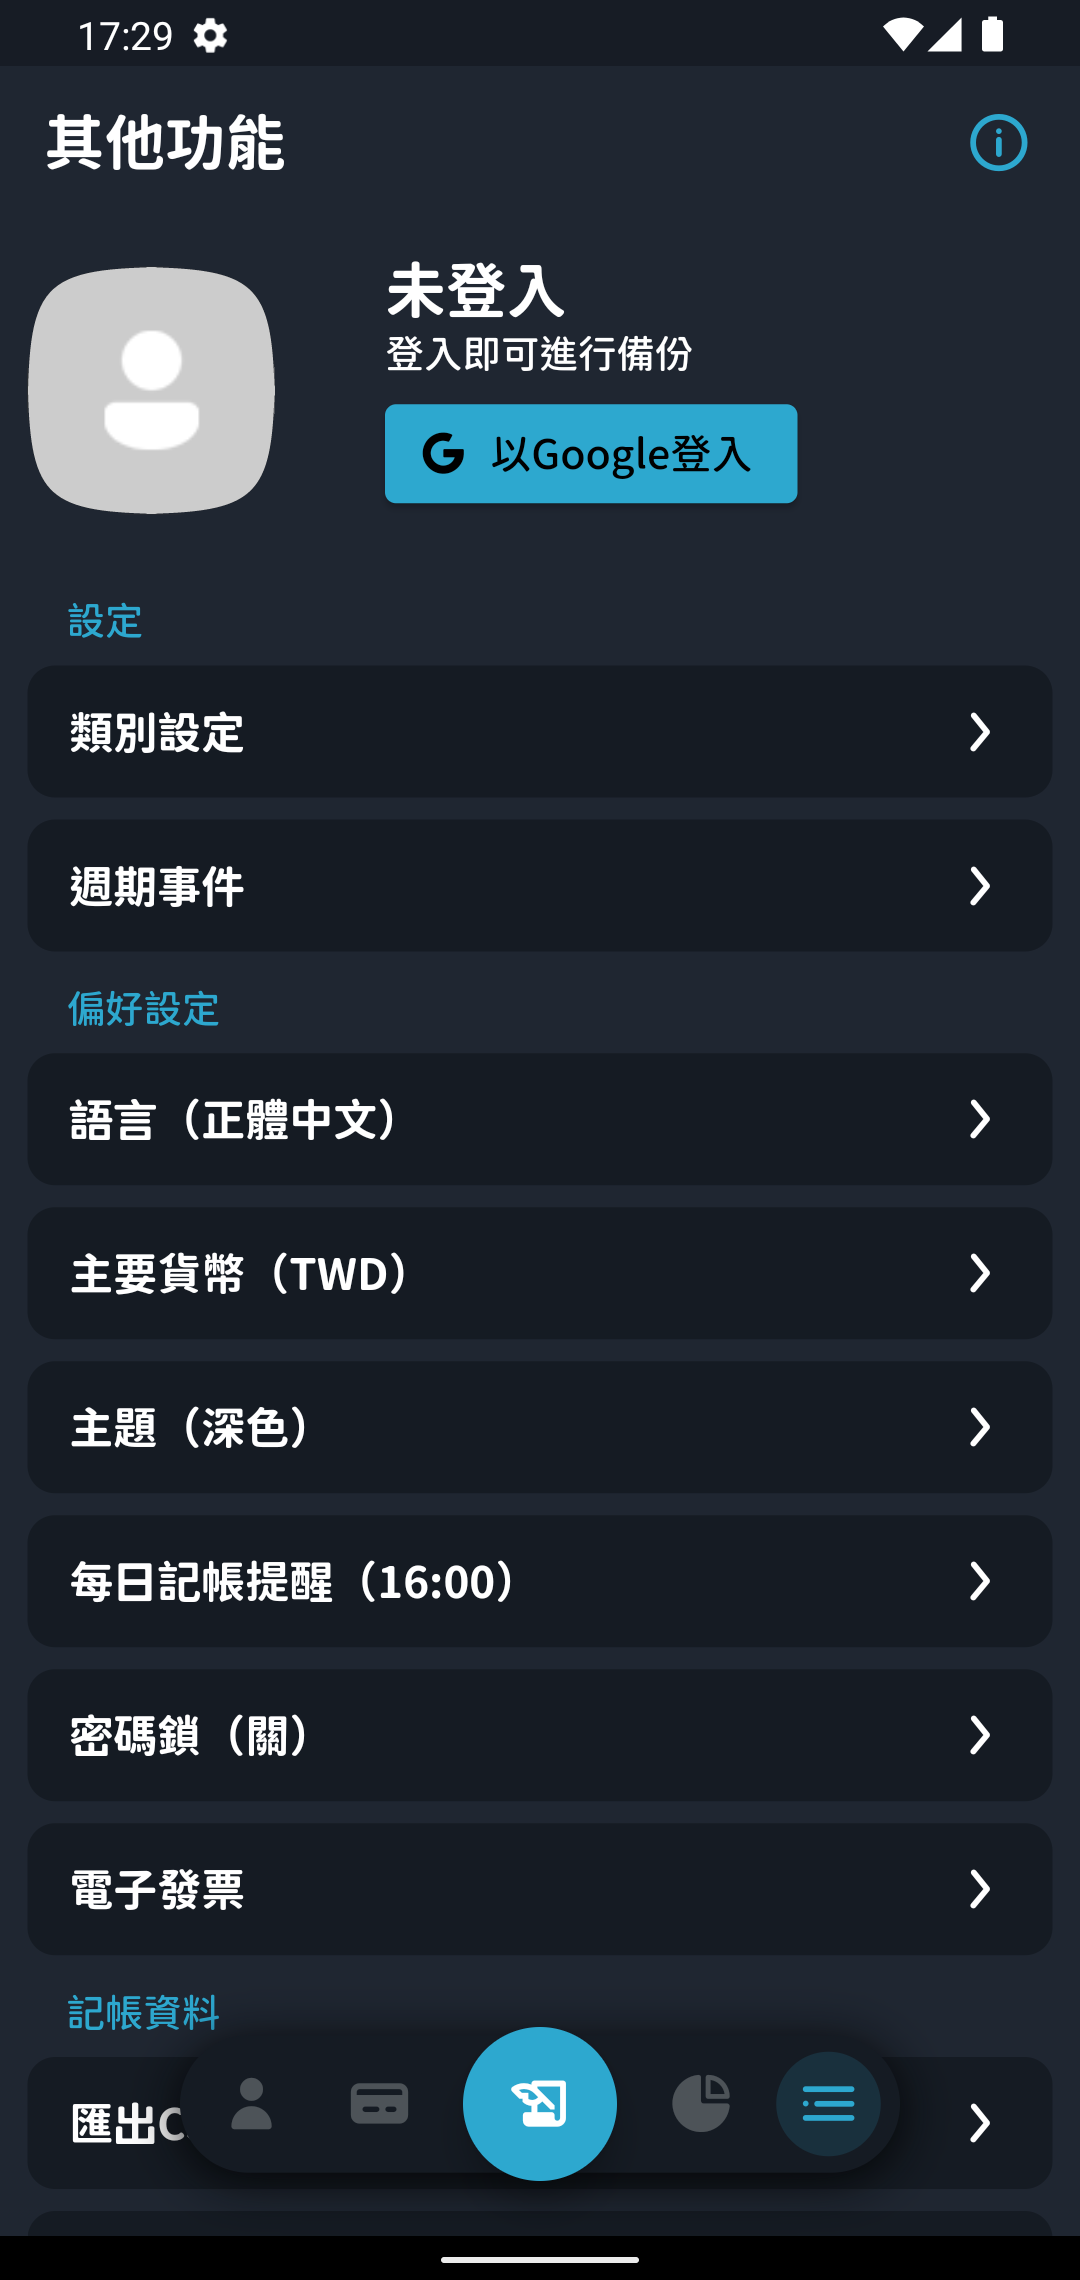 17:29
其他功能
未登入
登入即可進行備份
以Google登入
設定
類別設定
週期事件
偏好設定
語言（正體中文）
主要貨幣（TWD）
主題（深色）
每日記帳提醒（16:00）
密碼鎖（關）
電子發票
記帳資料
匯出C